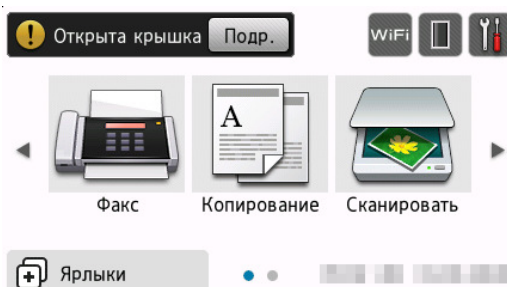 Открыта крышка Подр. WiFi
A
Факс Копирование Сканировать
Ярлыки